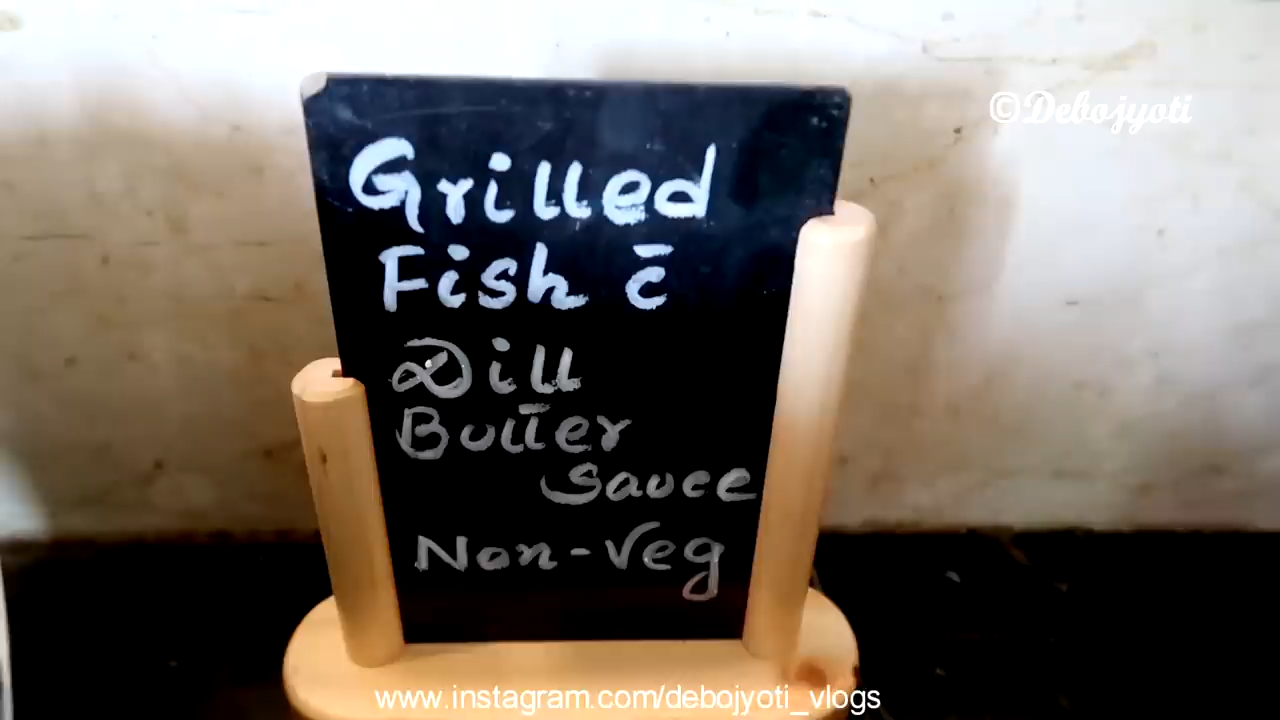 ©Debojyoti
Grilled
Fish c̄
Dill
Butter
Sauce
Non-Veg
www.instagram.com/debojyoti_vlogs